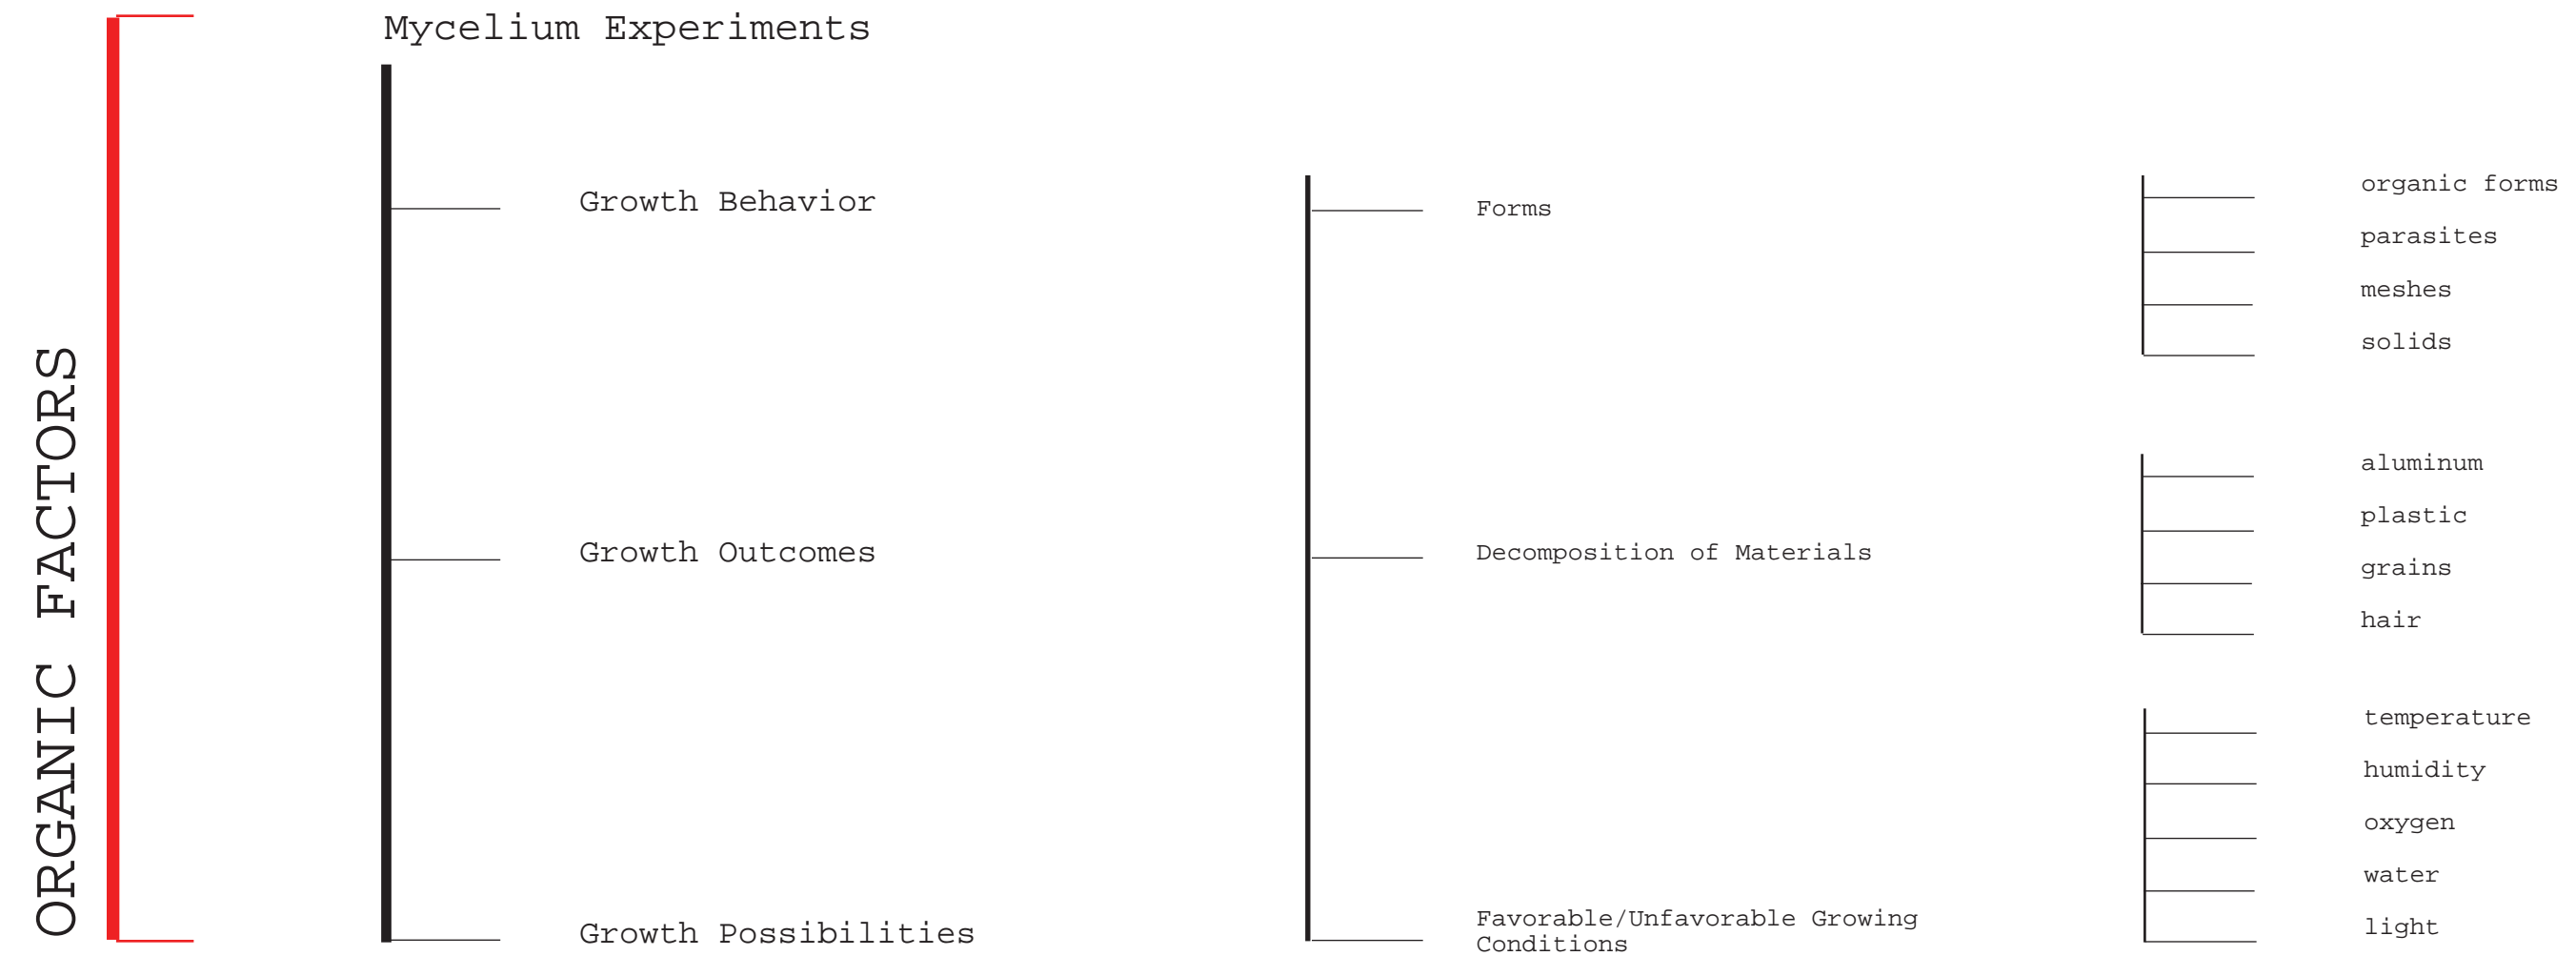 ORGANIC FACTORS
Mycelium Experiments
Growth Behavior
Growth Outcomes
Growth Possibilities
Forms
Decomposition of Materials
Favorable/Unfavorable Growing
Conditions
organic forms
parasites
meshes
solids
aluminum
plastic
grains
hair
temperature
humidity
oxygen
water
light